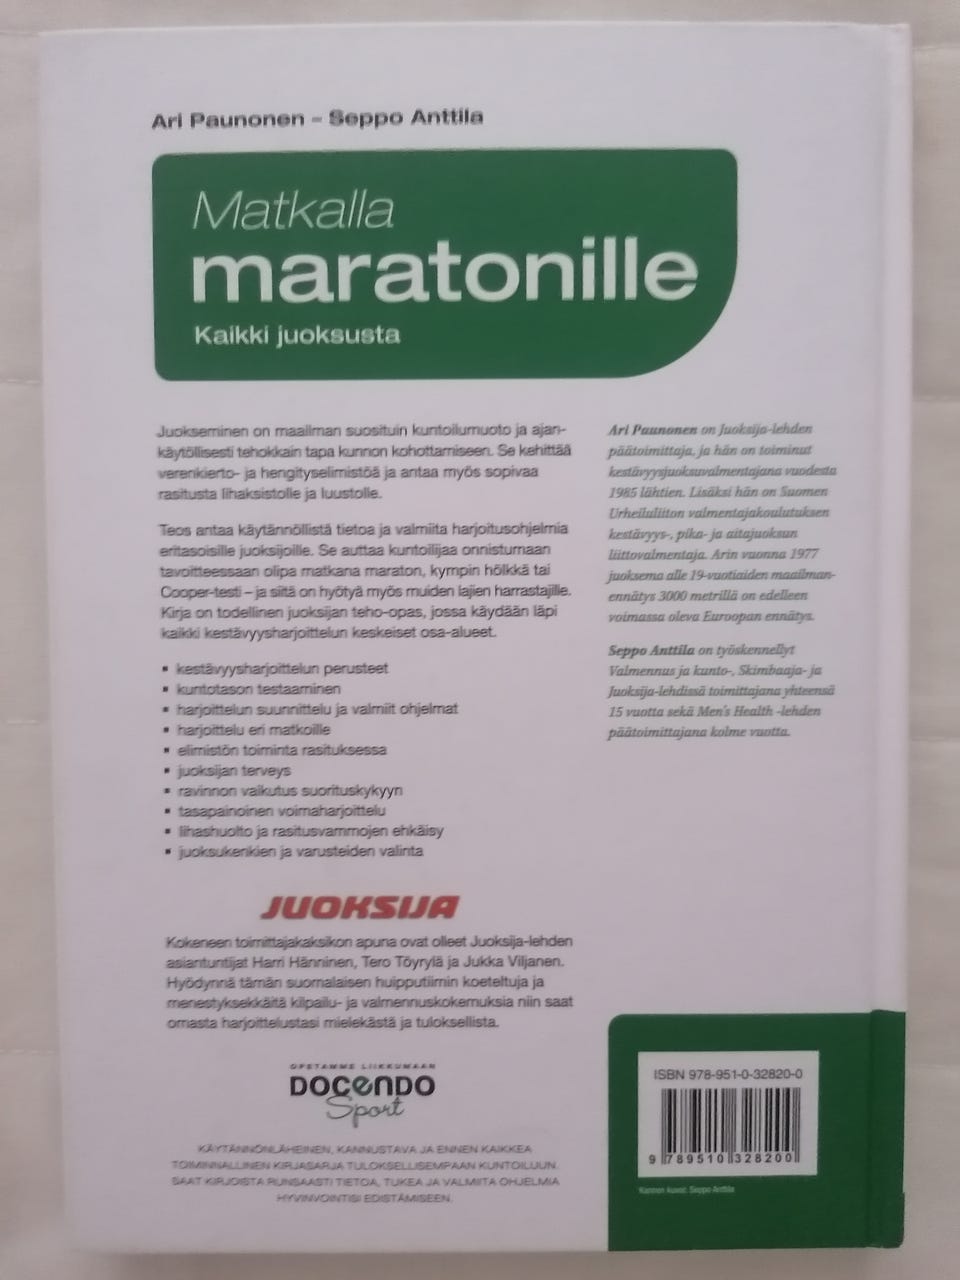 Ari Paunonen – Seppo Anttila
Matkalla
maratonille
Kaikki juoksusta
Juokseminen on maailman suosituin kuntoilumuoto ja ajan-
käytöllisesti tehokkain tapa kunnon kohottamiseen. Se kehittää
verenkierto- ja hengityselimistöä ja antaa myös sopivaa
rasitusta lihaksistolle ja luustolle.
Teos antaa käytännöllistä tietoa ja valmiita harjoitusohjelmia
eritasoisille juoksijoille. Se auttaa kuntoilijaa onnistumaan
tavoitteessaan olipa matkana maraton, kympin hölkkä tai
Cooper-testi – ja siitä on hyötyä myös muiden lajien harrastajille.
Kirja on todellinen juoksijan teho-opas, jossa käydään läpi
kaikki kestävyysharjoittelun keskeiset osa-alueet.
▪ kestävyysharjoittelun perusteet
▪ kuntotason testaaminen
▪ harjoittelun suunnittelu ja valmiit ohjelmat
▪ harjoittelu eri matkoille
▪ elimistön toiminta rasituksessa
▪ juoksijan terveys
▪ ravinnon vaikutus suorituskykyyn
▪ tasapainoinen voimaharjoittelu
▪ lihashuolto ja rasitusvammojen ehkäisy
▪ juoksukenkien ja varusteiden valinta
JUOKSIJA
Kokeneen toimittajakaksikon apuna ovat olleet Juoksija-lehden
asiantuntijat Harri Hänninen, Tero Töyrylä ja Jukka Viljanen.
Hyödynnä tämän suomalaisen huipputiimin koeteltuja ja
menestyksekkäitä kilpailu- ja valmennuskokemuksia niin saat
omasta harjoittelustasi mielekästä ja tuloksellista.
OPETAMME LIIKKUMAAN
DOCENDO
Sport
KÄYTÄNNÖNLÄHEINEN, KANNUSTAVA JA ENNEN KAIKKEA
TOIMINNALLINEN KIRJASARJA TULOKSELLISEMPAAN KUNTOILUUN.
SAAT KIRJOISTA RUNSAASTI TIETOA, TUKEA JA VALMIITA OHJELMIA
HYVINVOINTISI EDISTÄMISEEN.
Ari Paunonen on Juoksija-lehden
päätoimittaja, ja hän on toiminut
kestävyysjuoksuvalmentajana vuodesta
1985 lähtien. Lisäksi hän on Suomen
Urheiluliiton valmentajakoulutuksen
kestävyys-, pika- ja aitajuoksun
liittovalmentaja. Arin vuonna 1977
juoksema alle 19-vuotiaiden maailman-
ennätys 3000 metrillä on edelleen
voimassa oleva Euroopan ennätys.
Seppo Anttila on työskennellyt
Valmennus ja kunto-, Skimbaaja- ja
Juoksija-lehdissä toimittajana yhteensä
15 vuotta sekä Men's Health -lehden
päätoimittajana kolme vuotta.
ISBN 978-951-0-32820-0
9 789510 328200
Kannen kuvat: Seppo Anttila